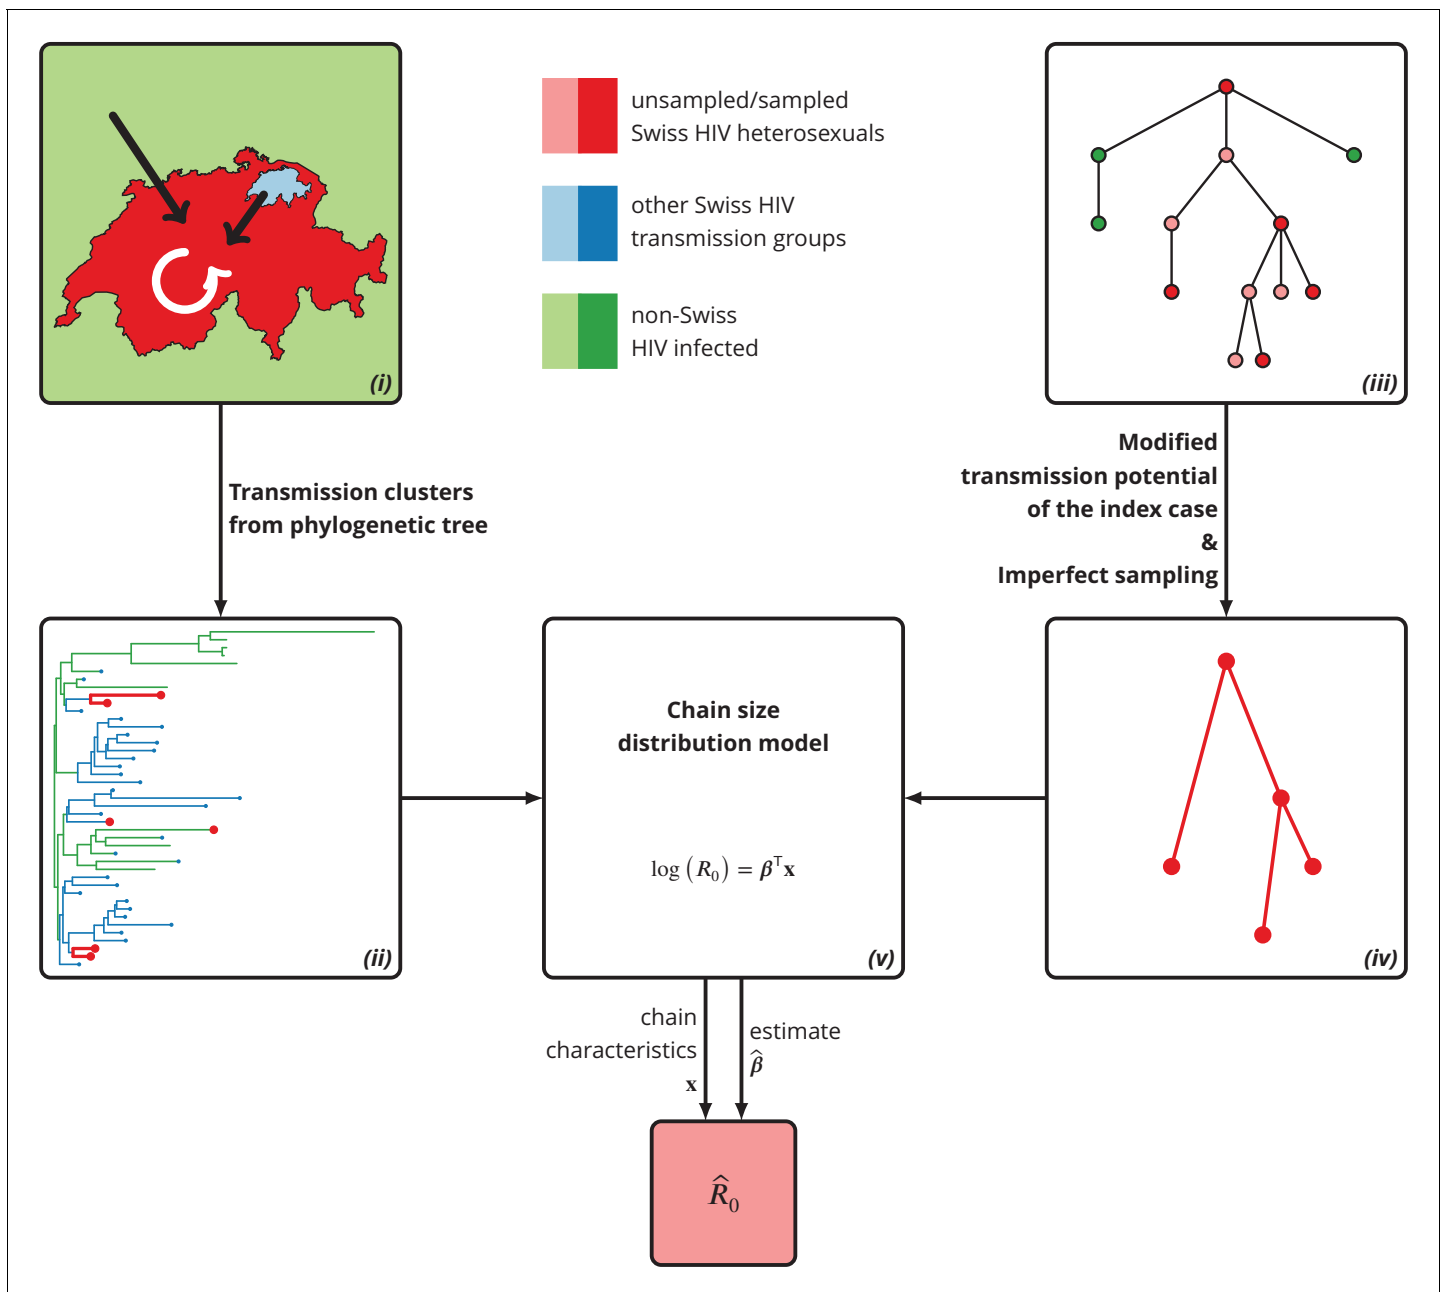 unsampled/sampled
Swiss HIV heterosexuals
other Swiss HIV
transmission groups
non-Swiss
HIV infected
(i)
(iii)
Transmission clusters
from phylogenetic tree
Modified
transmission potential
of the index case
&
Imperfect sampling
(ii)
Chain size
distribution model
log (R₀) = βᵀx
(v)
(iv)
chain
characteristics
x
estimate
β̂
R̂₀